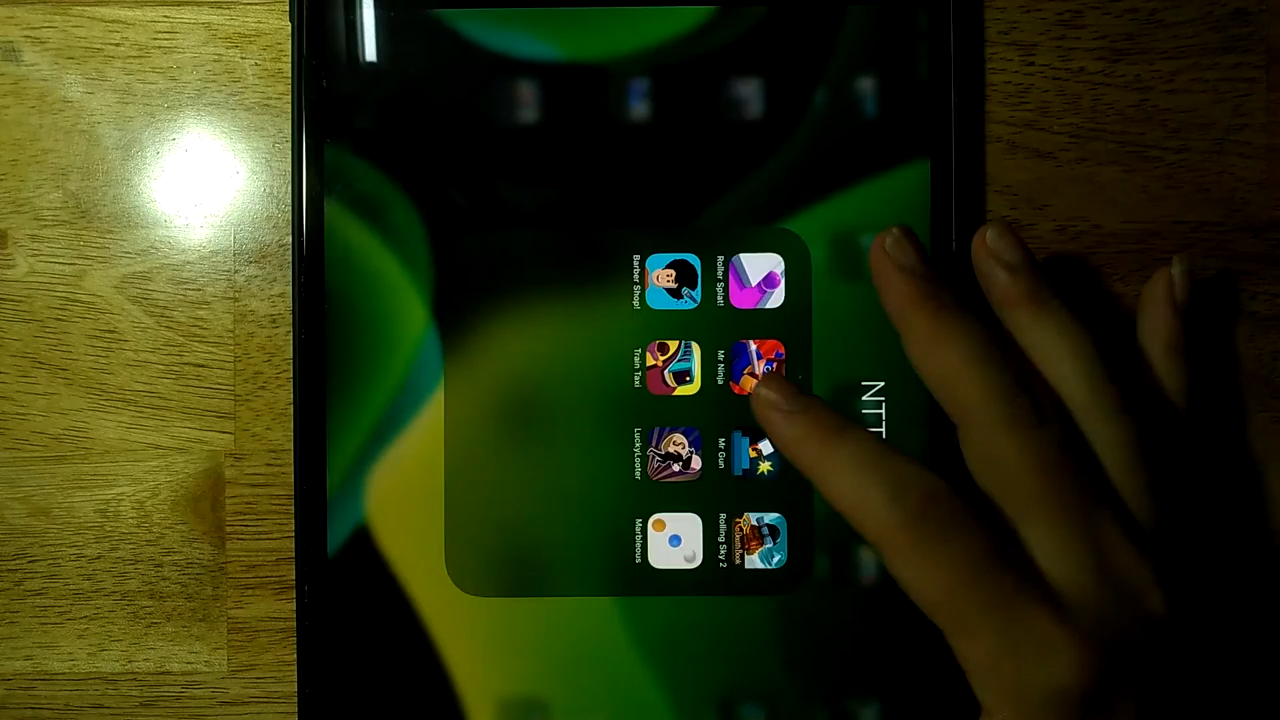 NTT
Roller Splat!
Mr Ninja
Mr Gun
Rolling Sky 2
Barber Shop!
Train Taxi
LuckyLooter
Marbleous